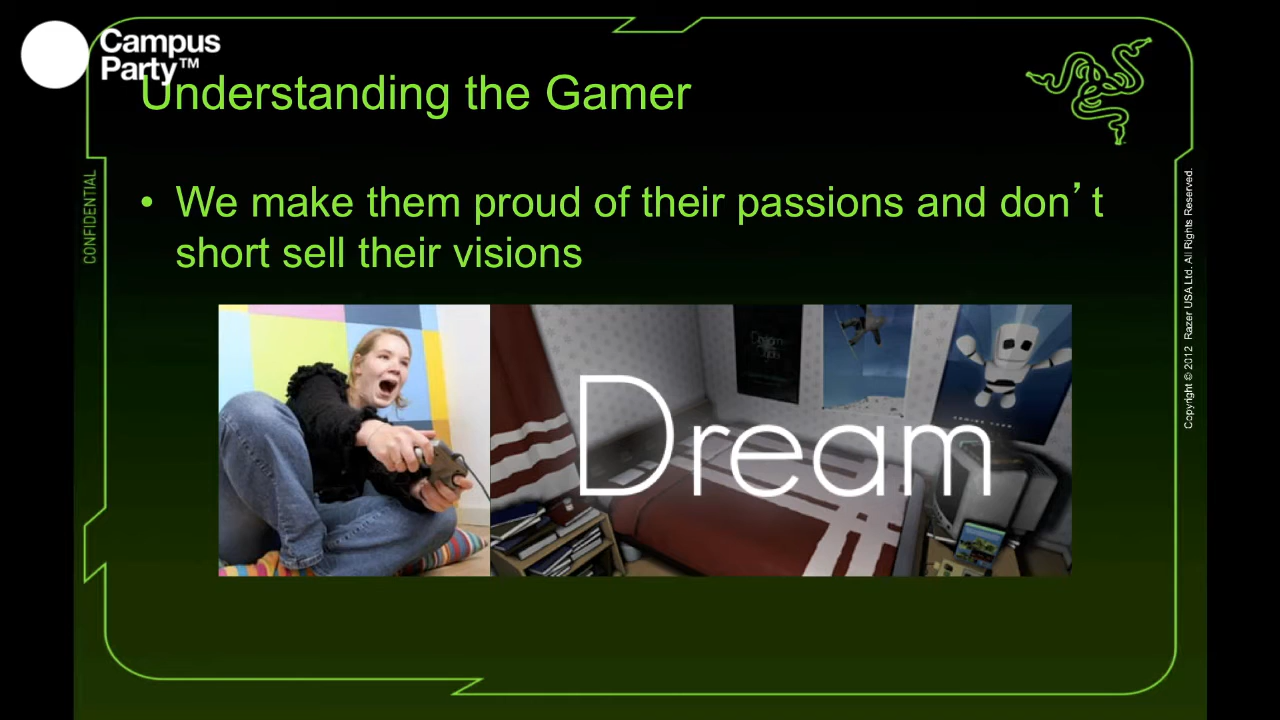 Campus
Party™
Understanding the Gamer
CONFIDENTIAL
• We make them proud of their passions and don’t
short sell their visions
Dream
Copyright © 2012 Razer USA Ltd. All Rights Reserved.